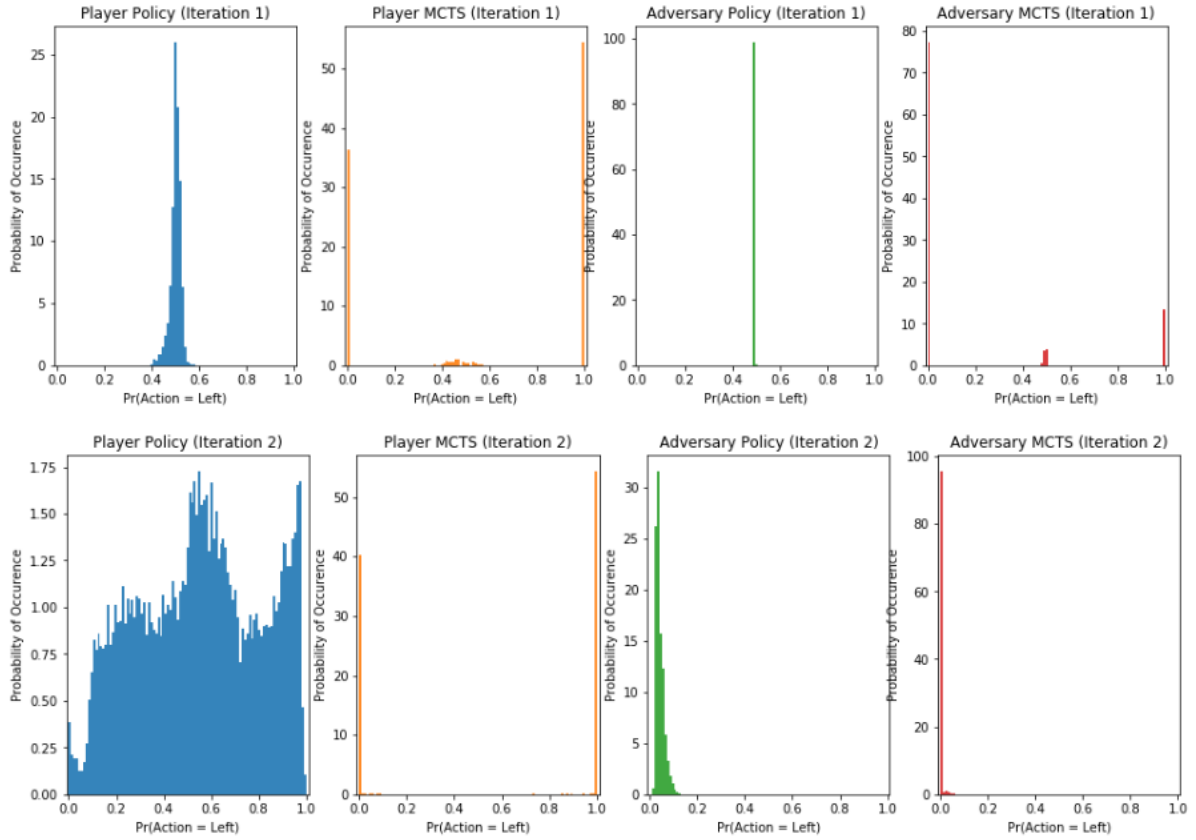 Player Policy (Iteration 1)
Player MCTS (Iteration 1)
Adversary Policy (Iteration 1)
Adversary MCTS (Iteration 1)
Probability of Occurence
25
20
15
10
5
0
0.0 0.2 0.4 0.6 0.8 1.0
Pr(Action = Left)
Probability of Occurence
50
40
30
20
10
0
0.0 0.2 0.4 0.6 0.8 1.0
Pr(Action = Left)
Probability of Occurence
100
80
60
40
20
0
0.0 0.2 0.4 0.6 0.8 1.0
Pr(Action = Left)
Probability of Occurence
80
70
60
50
40
30
20
10
0
0.0 0.2 0.4 0.6 0.8 1.0
Pr(Action = Left)
Player Policy (Iteration 2)
Player MCTS (Iteration 2)
Adversary Policy (Iteration 2)
Adversary MCTS (Iteration 2)
Probability of Occurence
1.75
1.50
1.25
1.00
0.75
0.50
0.25
0.00
0.0 0.2 0.4 0.6 0.8 1.0
Pr(Action = Left)
Probability of Occurence
50
40
30
20
10
0
0.0 0.2 0.4 0.6 0.8 1.0
Pr(Action = Left)
Probability of Occurence
30
25
20
15
10
5
0
0.0 0.2 0.4 0.6 0.8 1.0
Pr(Action = Left)
Probability of Occurence
100
80
60
40
20
0
0.0 0.2 0.4 0.6 0.8 1.0
Pr(Action = Left)